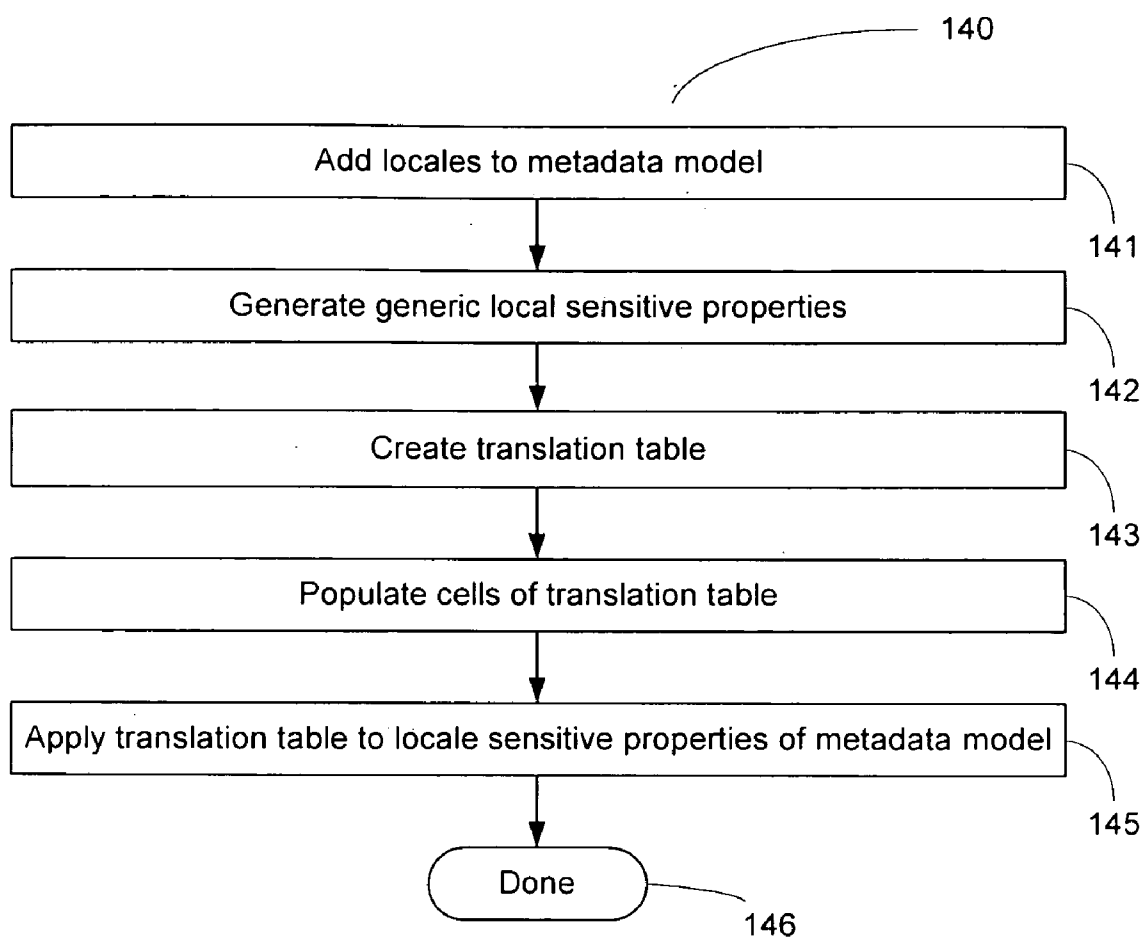 140
Add locales to metadata model
141
Generate generic local sensitive properties
142
Create translation table
143
Populate cells of translation table
144
Apply translation table to locale sensitive properties of metadata model
145
Done
146